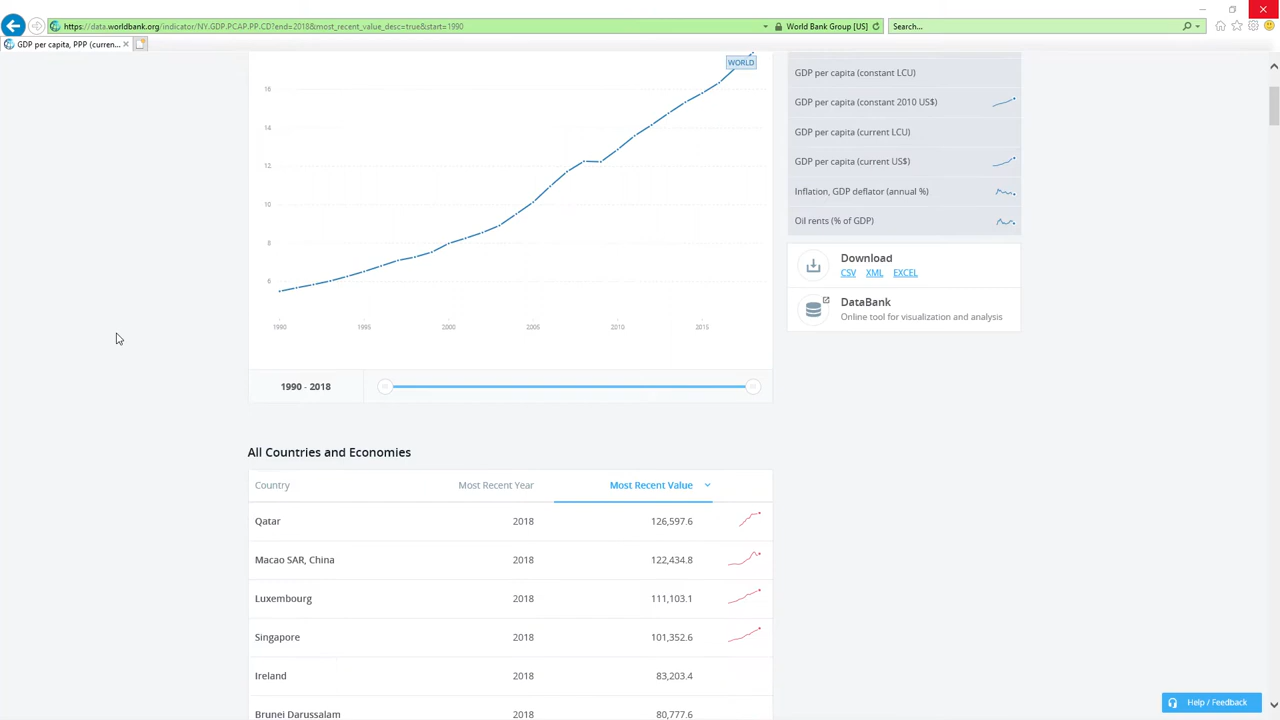 https://data.worldbank.org/indicator/NY.GDP.PCAP.PP.CD?end=2018&most_recent_value_desc=true&start=1990
World Bank Group [US]
Search...
GDP per capita, PPP (curren...
WORLD
16
14
12
10
8
6
1990
1995
2000
2005
2010
2015
1990 - 2018
GDP per capita (constant LCU)
GDP per capita (constant 2010 US$)
GDP per capita (current LCU)
GDP per capita (current US$)
Inflation, GDP deflator (annual %)
Oil rents (% of GDP)
Download
CSV XML EXCEL
DataBank
Online tool for visualization and analysis
All Countries and Economies
Country Most Recent Year Most Recent Value
Qatar 2018 126,597.6
Macao SAR, China 2018 122,434.8
Luxembourg 2018 111,103.1
Singapore 2018 101,352.6
Ireland 2018 83,203.4
Brunei Darussalam 2018 80,777.6
Help / Feedback